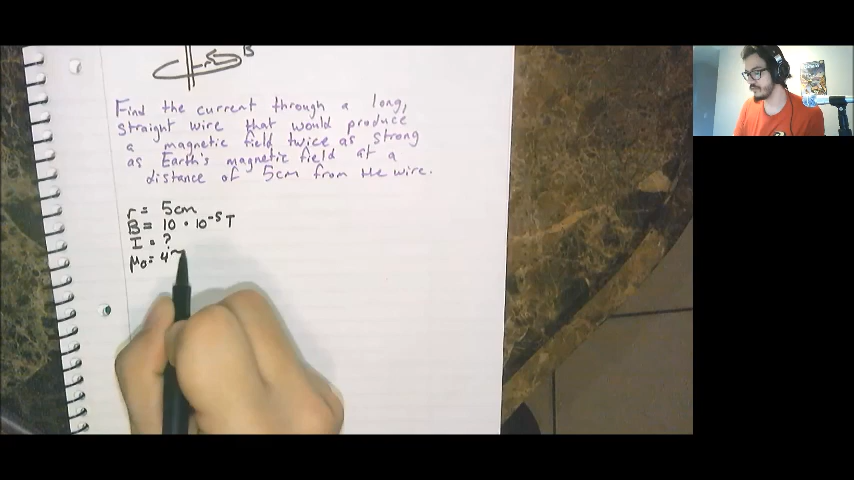 B
Find the current through a long,
straight wire that would produce
a magnetic field twice as strong
as Earth's magnetic field at a
distance of 5cm from the wire.
r = 5cm
B = 10 · 10⁻⁵ T
I = ?
μ₀ = 4